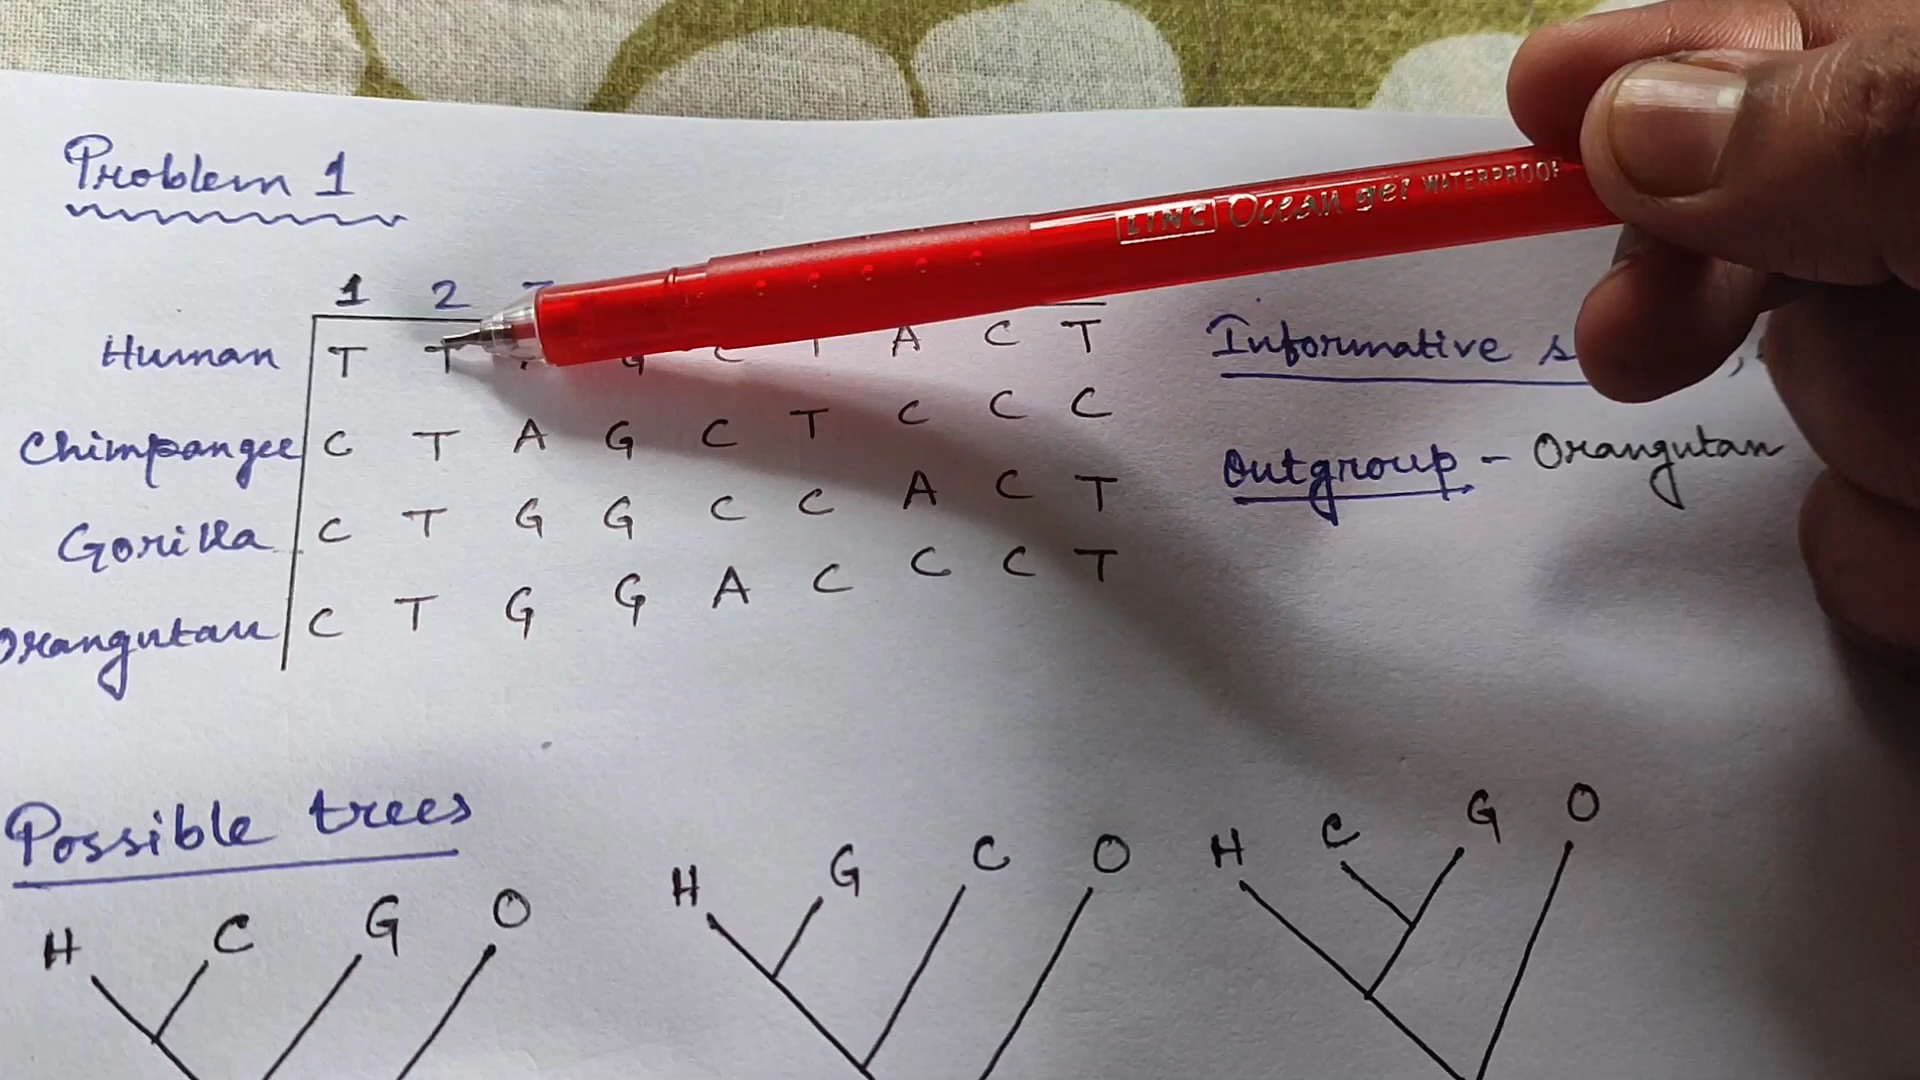 Problem 1
LINC Ocean gel WATERPROOF
1 2
Human T T G C T A C T
Informative
Chimpangee C T A G C T C C C
Outgroup - Orangutan
Gorilla C T G G C C A C T
Orangutan C T G G A C C C T
Possible trees
H C G O
H G C O
H C G O